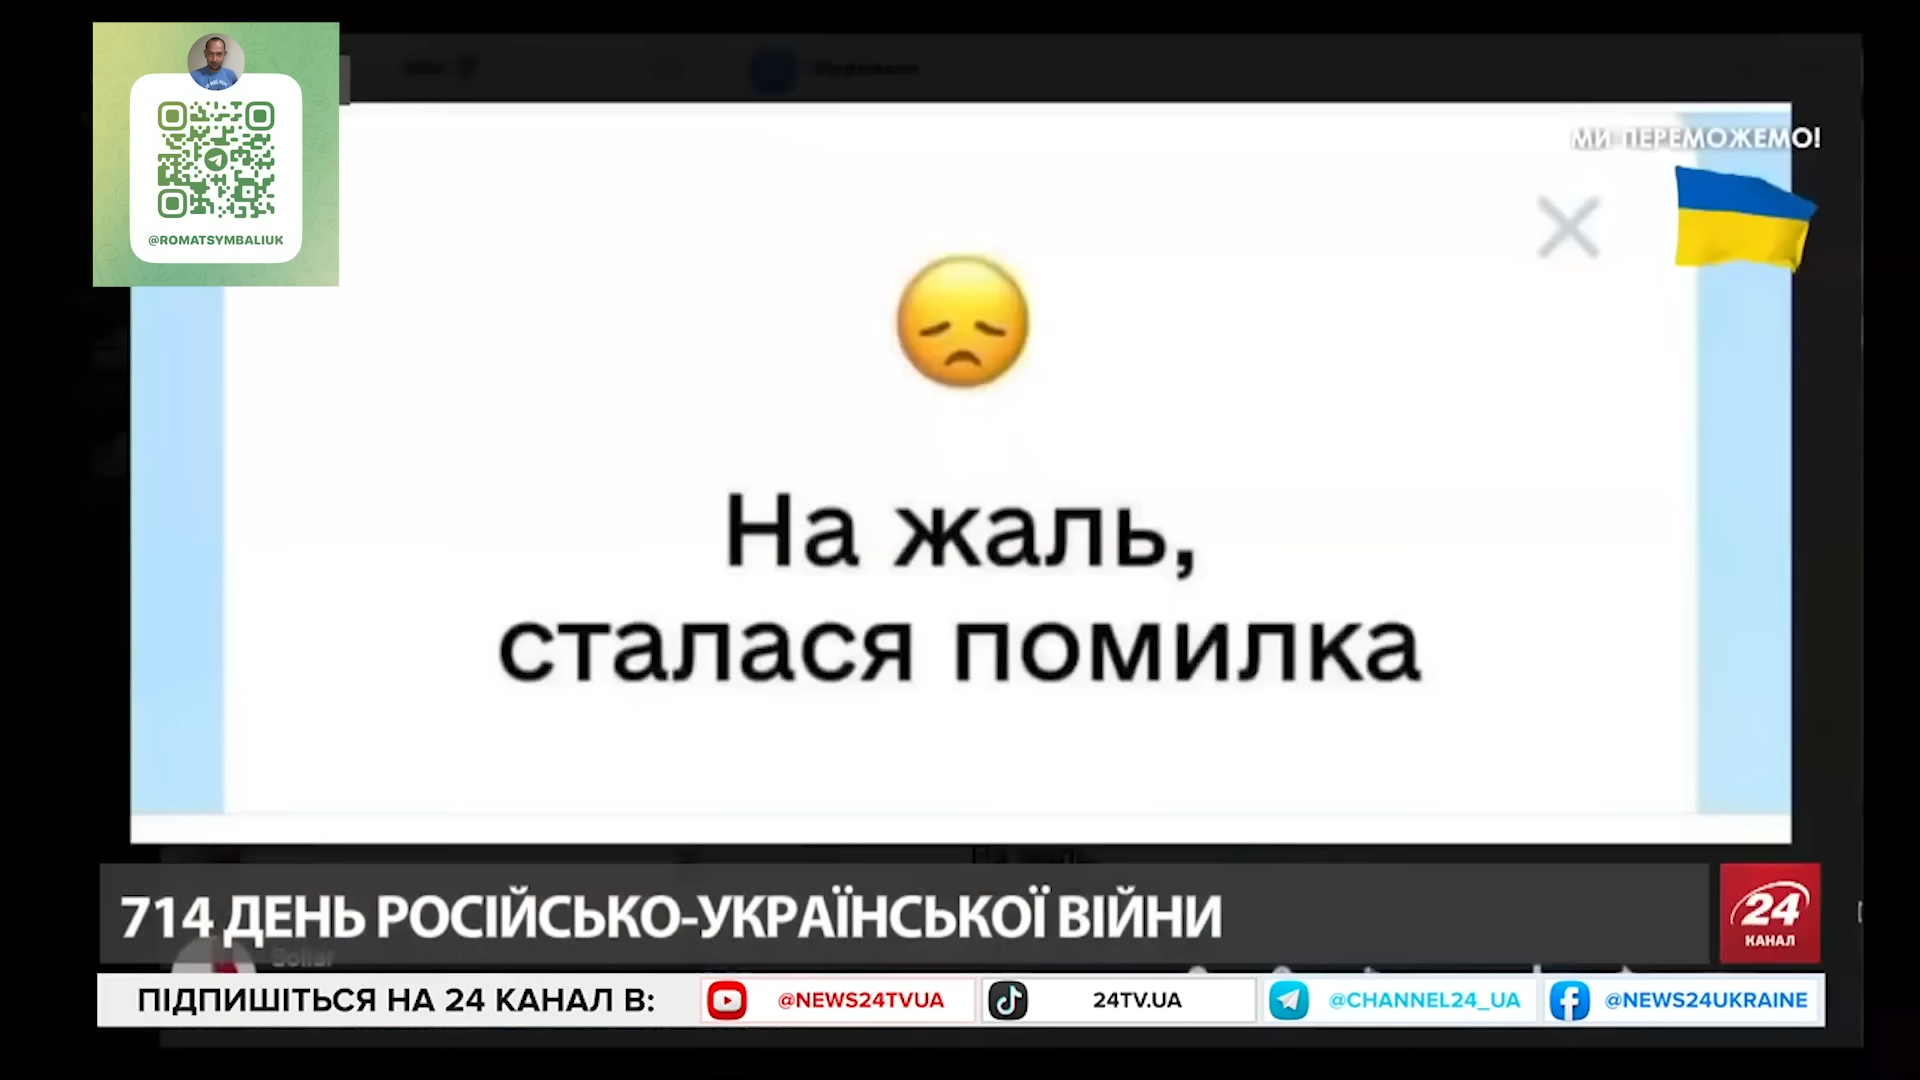 @ROMATSYMBALIUK
МИ ПЕРЕМОЖЕМО!
На жаль,
сталася помилка
714 ДЕНЬ РОСІЙСЬКО-УКРАЇНСЬКОЇ ВІЙНИ
24
КАНАЛ
ПІДПИШІТЬСЯ НА 24 КАНАЛ В: @NEWS24TVUA 24TV.UA @CHANNEL24_UA @NEWS24UKRAINE